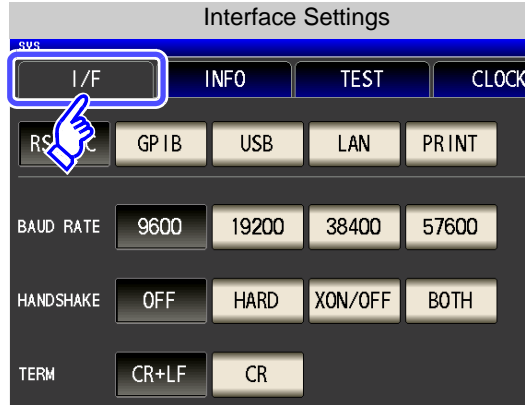 Interface Settings
SYS
I/F INFO TEST CLOCK
GPIB USB LAN PRINT
BAUD RATE 9600 19200 38400 57600
HANDSHAKE OFF HARD XON/OFF BOTH
TERM CR+LF CR